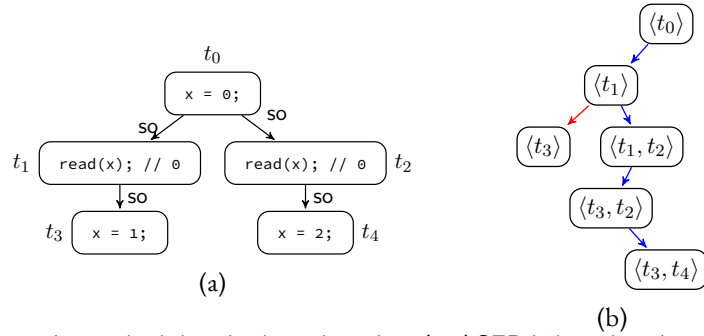 t₀
x = 0;
so so
t₁ read(x); // 0 read(x); // 0 t₂
so so
t₃ x = 1; x = 2; t₄
(a)
⟨t₀⟩
⟨t₁⟩
⟨t₃⟩ ⟨t₁, t₂⟩
⟨t₃, t₂⟩
⟨t₃, t₄⟩
(b)